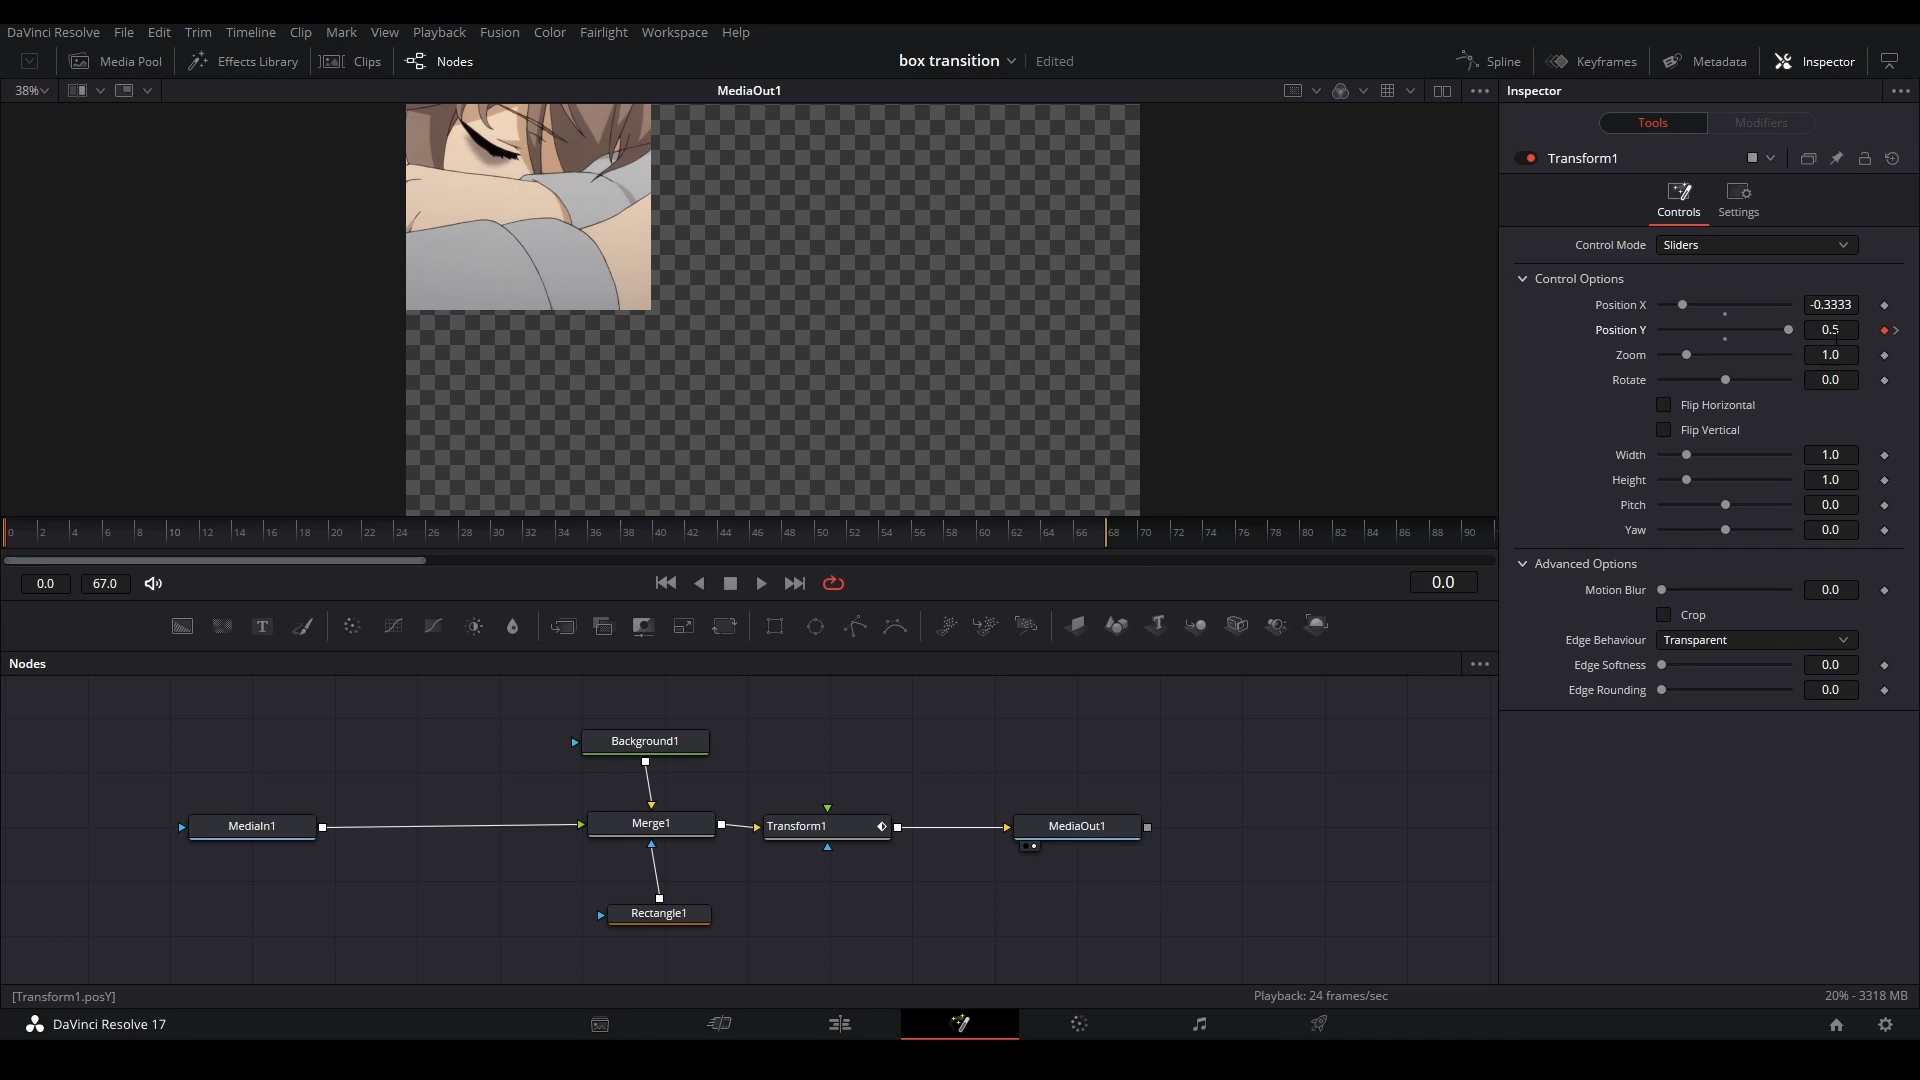 DaVinci Resolve File Edit Trim Timeline Clip Mark View Playback Fusion Color Fairlight Workspace Help
Media Pool Effects Library Clips Nodes box transition Edited Spline Keyframes Metadata Inspector
38% MediaOut1 Inspector
Tools Modifiers
Transform1
Controls Settings
Control Mode Sliders
Control Options
Position X -0.3333
Position Y 0.5
Zoom 1.0
Rotate 0.0
Flip Horizontal
Flip Vertical
Width 1.0
Height 1.0
Pitch 0.0
Yaw 0.0
Advanced Options
Motion Blur 0.0
Crop
Edge Behaviour Transparent
Edge Softness 0.0
Edge Rounding 0.0
0 2 4 6 8 10 12 14 16 18 20 22 24 26 28 30 32 34 36 38 40 42 44 46 48 50 52 54 56 58 60 62 64 66 68 70 72 74 76 78 80 82 84 86 88 90
0.0 67.0 0.0
T
Nodes
Background1
MediaIn1 Merge1 Transform1 MediaOut1
Rectangle1
[Transform1.posY] Playback: 24 frames/sec 20% - 3318 MB
DaVinci Resolve 17